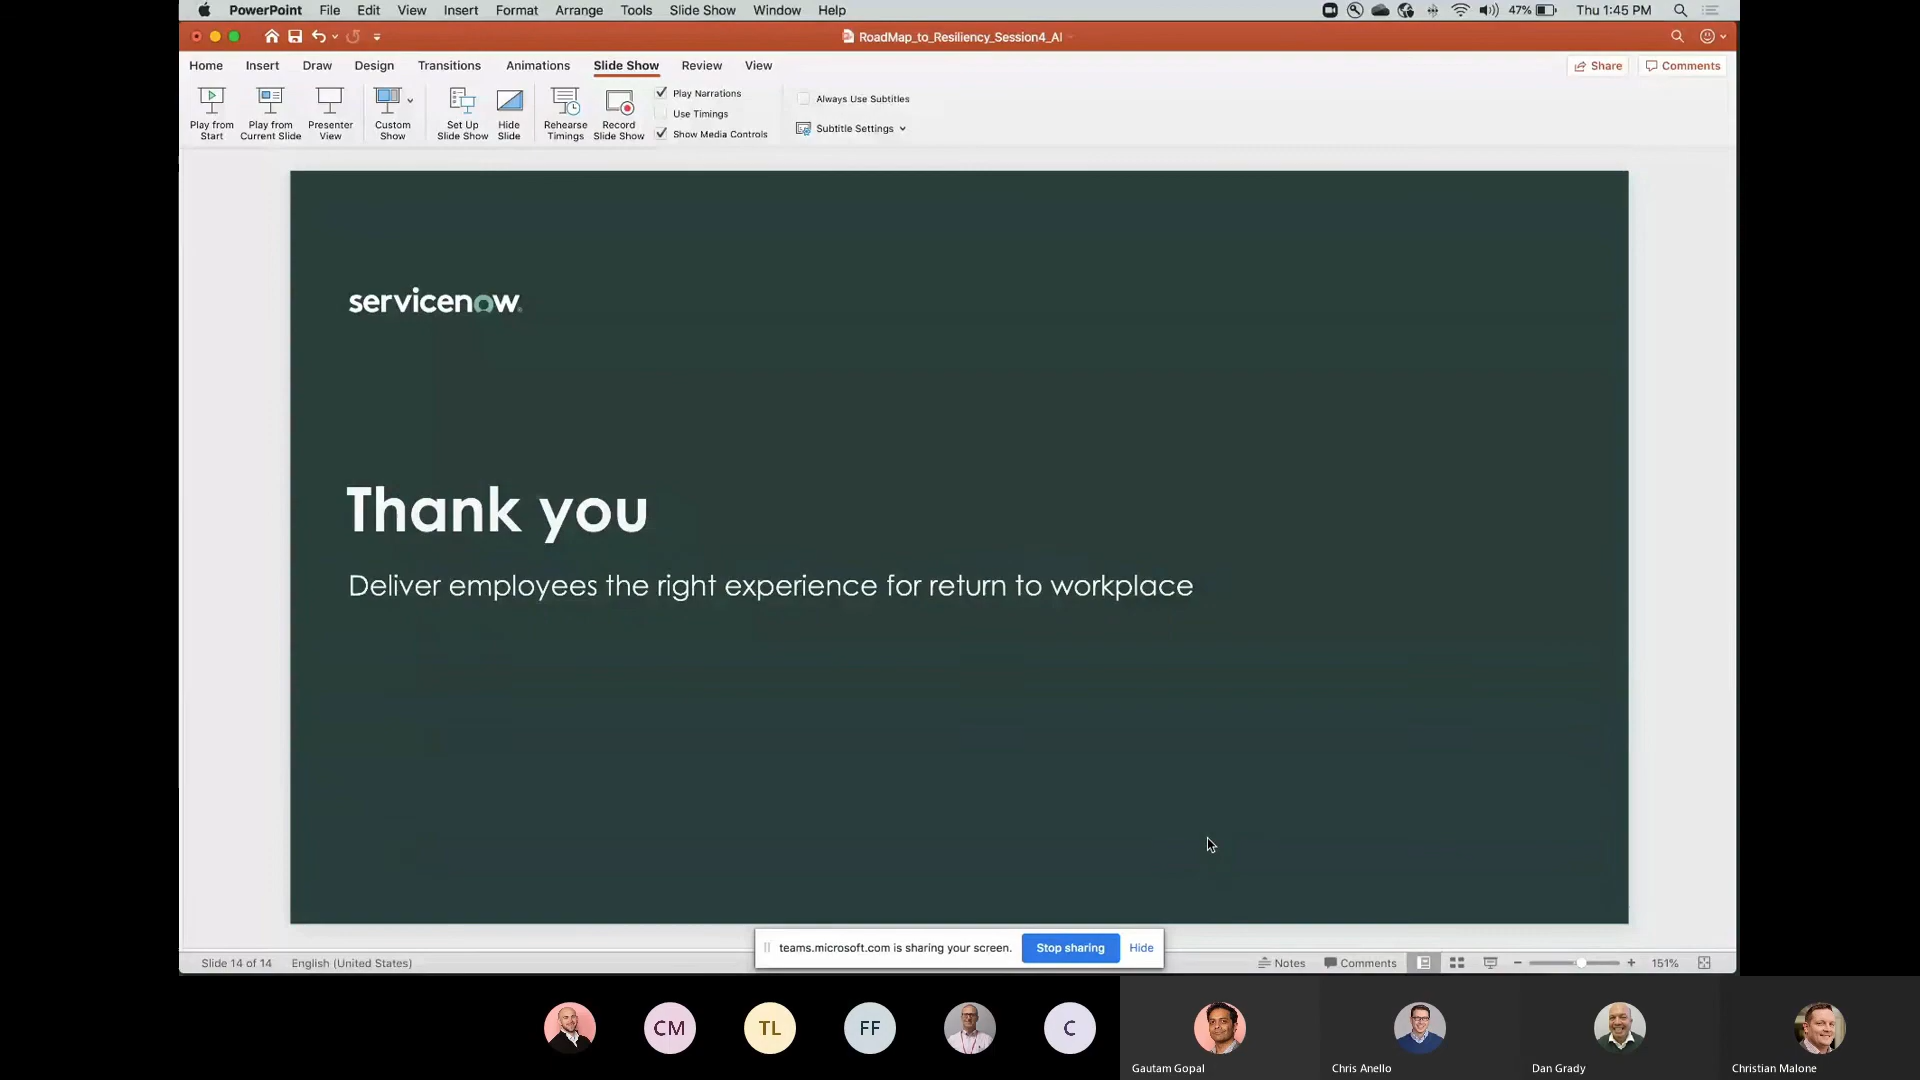 PowerPoint File Edit View Insert Format Arrange Tools Slide Show Window Help 47% Thu 1:45 PM
RoadMap_to_Resiliency_Session4_AI
Home Insert Draw Design Transitions Animations Slide Show Review View Share Comments
Play from Start
Play from Current Slide
Presenter View
Custom Show
Set Up Slide Show
Hide Slide
Rehearse Timings
Record Slide Show
Play Narrations
Use Timings
Show Media Controls
Always Use Subtitles
Subtitle Settings
servicenow
Thank you
Deliver employees the right experience for return to workplace
teams.microsoft.com is sharing your screen. Stop sharing Hide
Slide 14 of 14 English (United States) Notes Comments 151%
CM TL FF C
Gautam Gopal Chris Anello Dan Grady Christian Malone